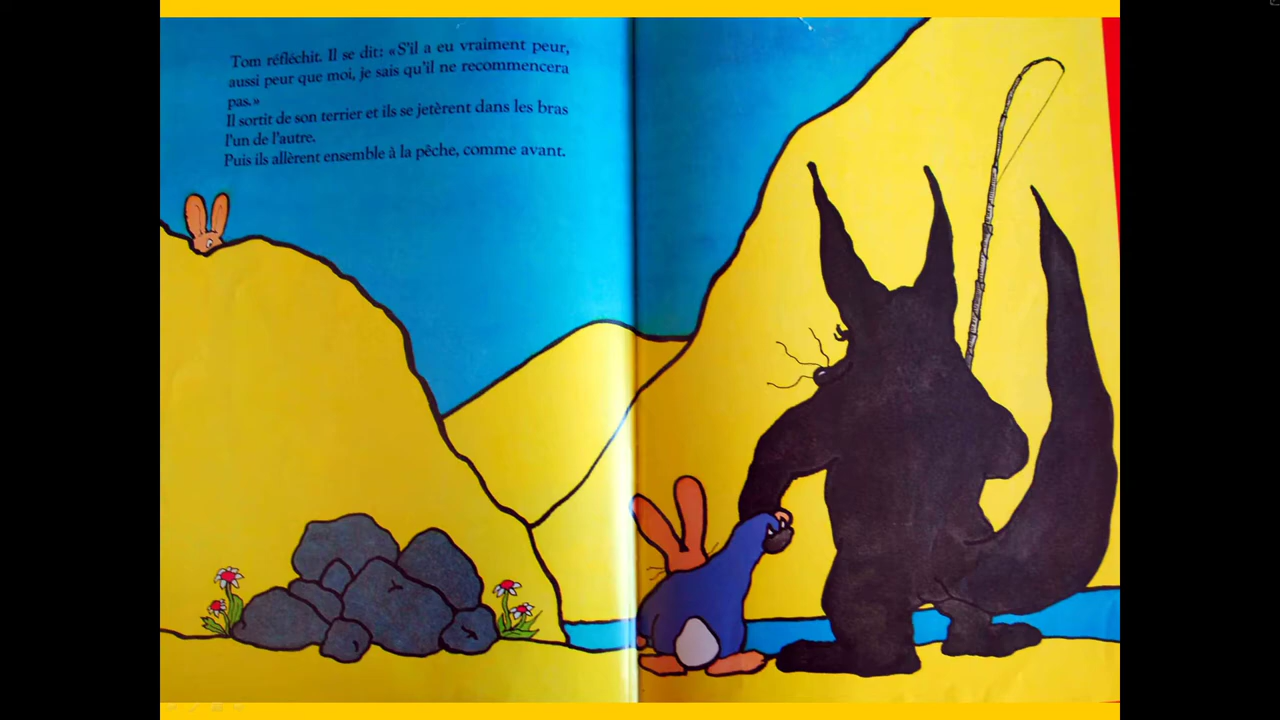 Tom réfléchit. Il se dit: «S'il a eu vraiment peur,
aussi peur que moi, je sais qu'il ne recommencera
pas.»
Il sortit de son terrier et ils se jetèrent dans les bras
l'un de l'autre.
Puis ils allèrent ensemble à la pêche, comme avant.